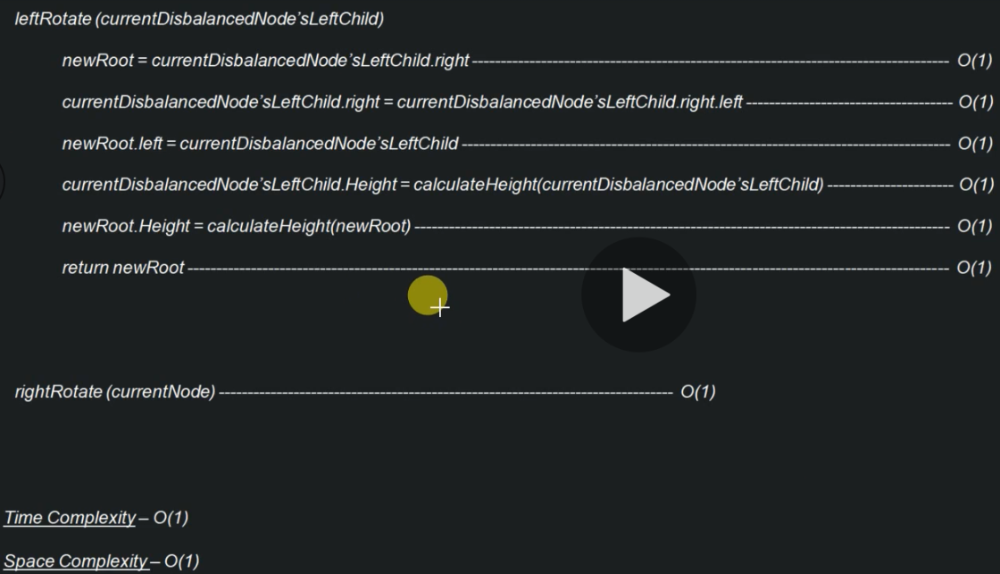 leftRotate (currentDisbalancedNode’sLeftChild)
newRoot = currentDisbalancedNode’sLeftChild.right ---------------------------------------------------------------------------------- O(1)
currentDisbalancedNode’sLeftChild.right = currentDisbalancedNode’sLeftChild.right.left ------------------------------------ O(1)
newRoot.left = currentDisbalancedNode’sLeftChild ------------------------------------------------------------------------------------ O(1)
currentDisbalancedNode’sLeftChild.Height = calculateHeight(currentDisbalancedNode’sLeftChild) ---------------------- O(1)
newRoot.Height = calculateHeight(newRoot) -------------------------------------------------------------------------------------------- O(1)
return newRoot ----------------------------------------------------------------------------------------------------------------------------------- O(1)
rightRotate (currentNode) ------------------------------------------------------------------------------ O(1)
Time Complexity – O(1)
Space Complexity – O(1)